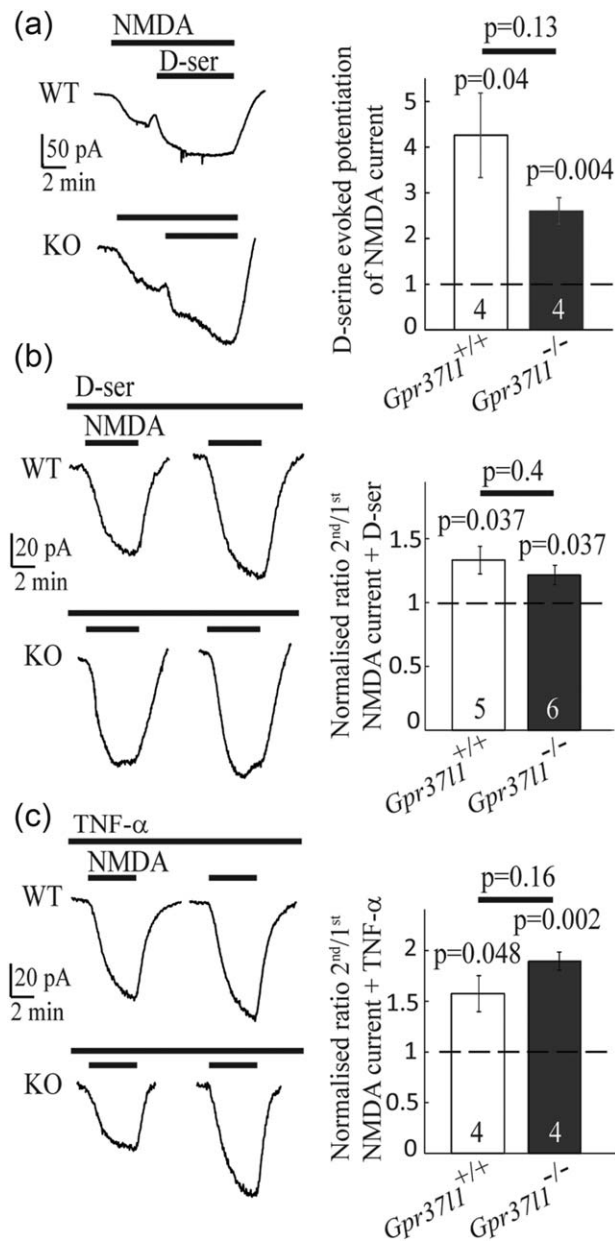 (a)
NMDA
D-ser
WT
50 pA
2 min
KO
p=0.13
p=0.04
p=0.004
D-serine evoked potentiation
of NMDA current
5
4
3
2
1
0
4
4
Gpr37l1+/+
Gpr37l1-/-
(b)
D-ser
NMDA
WT
20 pA
2 min
KO
p=0.4
p=0.037
p=0.037
Normalised ratio 2nd/1st
NMDA current + D-ser
1.5
1
0.5
0
5
6
Gpr37l1+/+
Gpr37l1-/-
(c)
TNF-α
NMDA
WT
20 pA
2 min
KO
p=0.16
p=0.048
p=0.002
Normalised ratio 2nd/1st
NMDA current + TNF-α
2
1.5
1
0.5
0
4
4
Gpr37l1+/+
Gpr37l1-/-